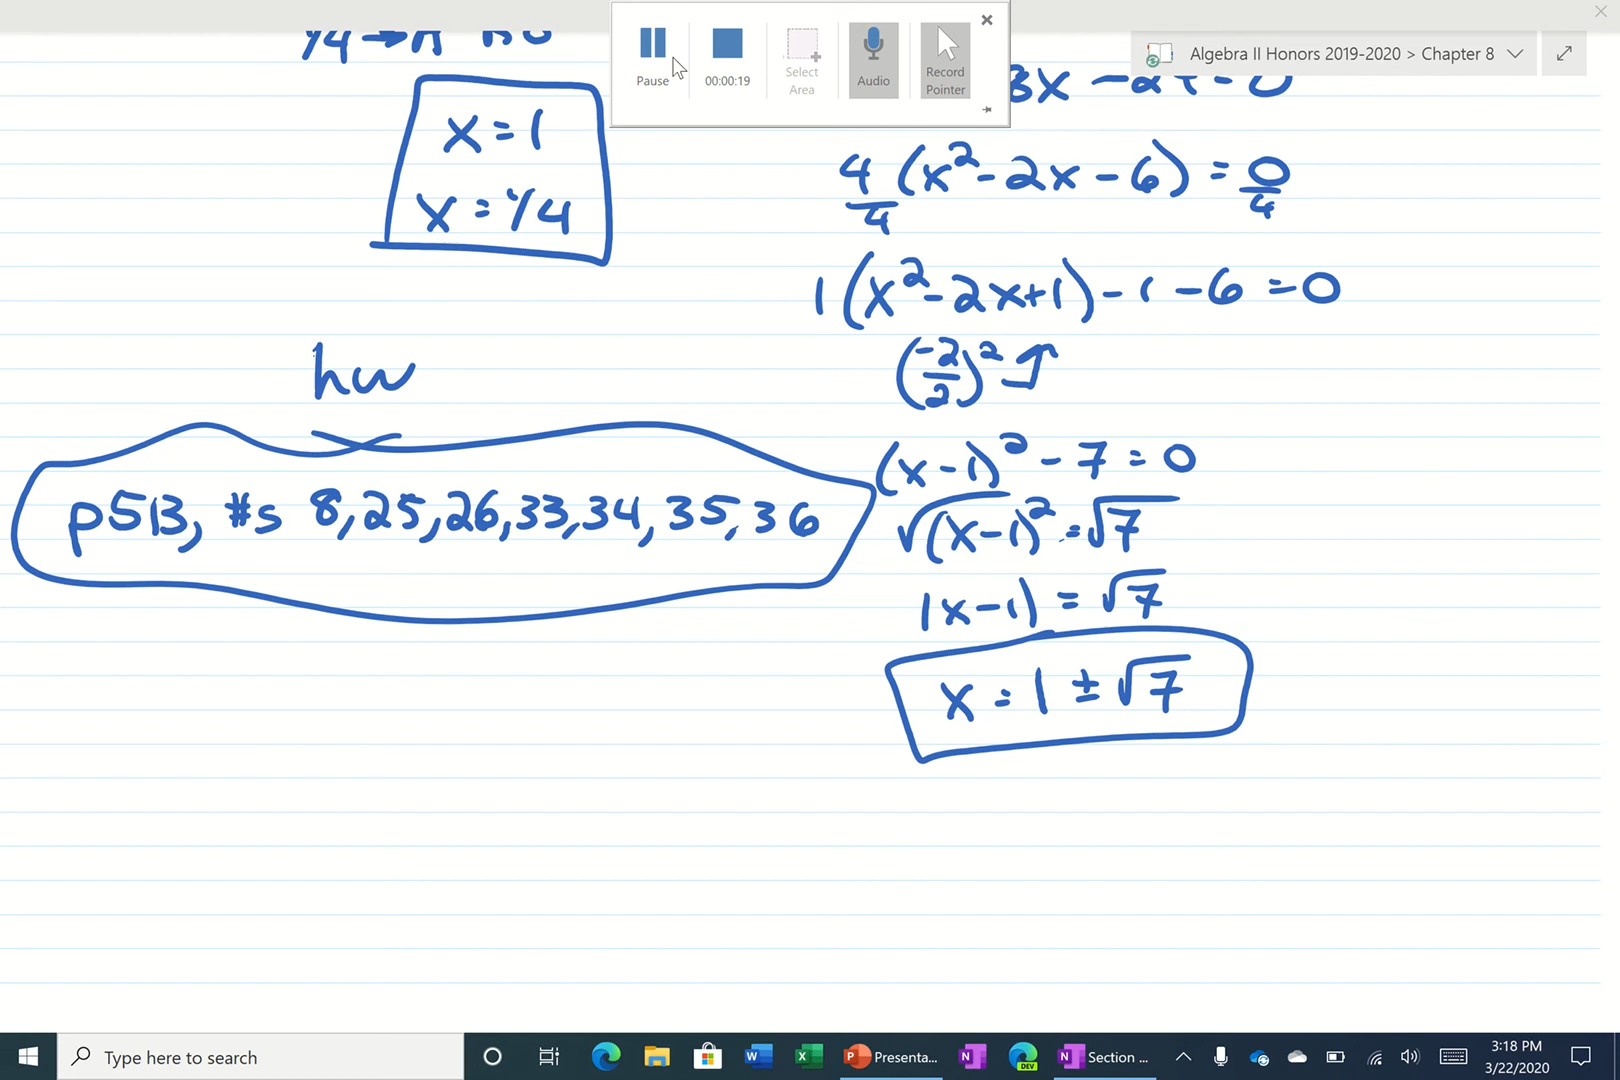 Pause
00:00:19
Select
Area
Audio
Record
Pointer
Algebra II Honors 2019-2020 > Chapter 8
x = 1
x = 1/4
hw
p513, #s 8,25,26,33,34,35,36
4/4 (x² - 2x - 6) = 0/4
1(x² - 2x + 1) - 1 - 6 = 0
(-2/2)²
(x - 1)² - 7 = 0
√(x - 1)² = √7
|x - 1| = √7
x = 1 ± √7
Type here to search
Presenta...
DEV
Section ...
3:18 PM
3/22/2020